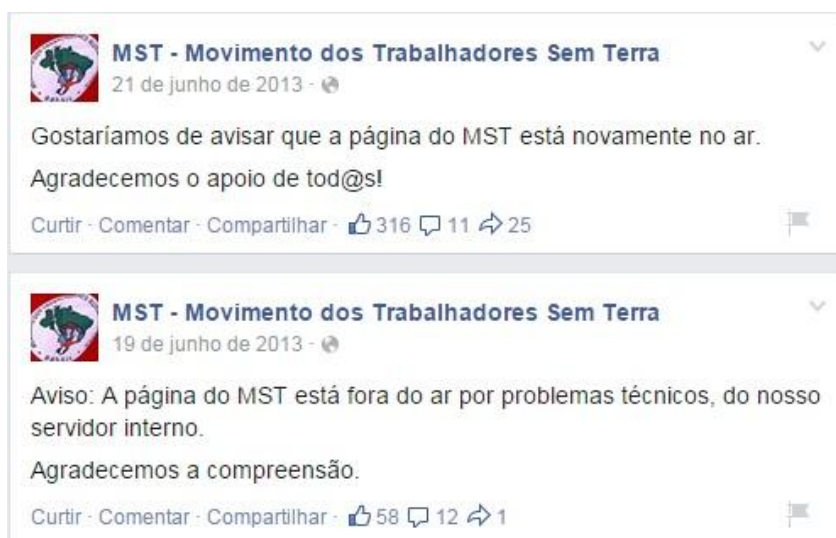 MST - Movimento dos Trabalhadores Sem Terra
21 de junho de 2013 ·
Gostaríamos de avisar que a página do MST está novamente no ar.
Agradecemos o apoio de tod@s!
Curtir · Comentar · Compartilhar · 316 11 25
MST - Movimento dos Trabalhadores Sem Terra
19 de junho de 2013 ·
Aviso: A página do MST está fora do ar por problemas técnicos, do nosso
servidor interno.
Agradecemos a compreensão.
Curtir · Comentar · Compartilhar · 58 12 1